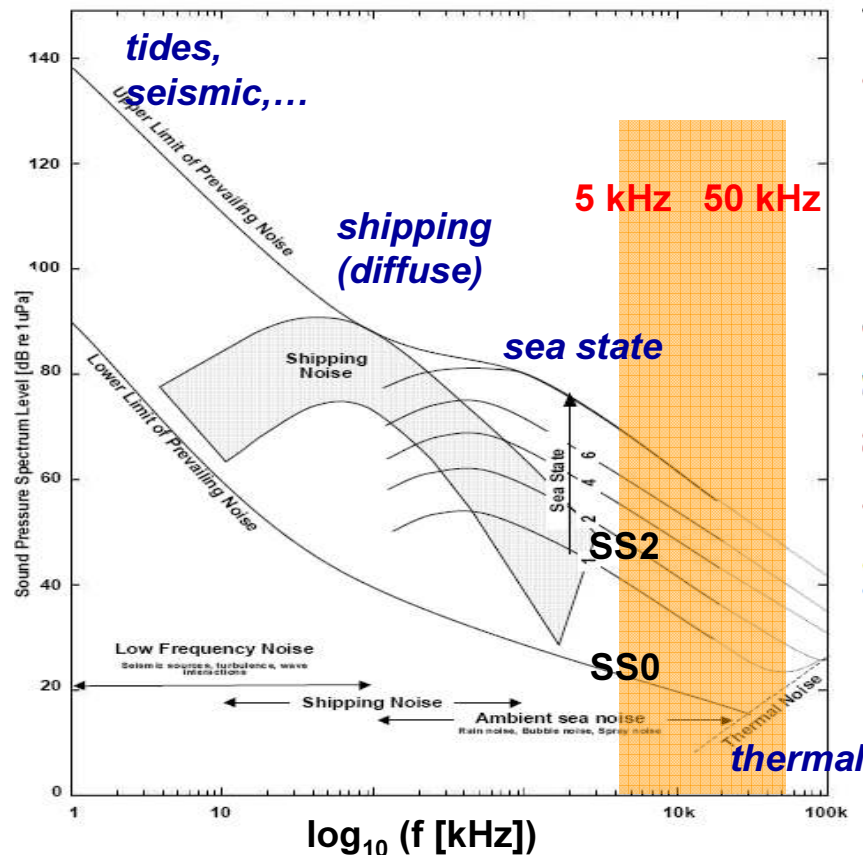 tides,
seismic,...
140
120
100
80
60
40
20
0
Sound Pressure Spectrum Level [dB re 1uPa]
Upper Limit of Prevailing Noise
Lower Limit of Prevailing Noise
5 kHz 50 kHz
shipping
(diffuse)
sea state
Shipping
Noise
Sea State
6
4
2
1
SS2
SS0
Low Frequency Noise
Seismic sources, turbulence, wave
interactions
Shipping Noise
Ambient sea noise
Rain noise, Bubble noise, Spray noise
Thermal Noise
thermal
1 10 10k 100k
log₁₀ (f [kHz])